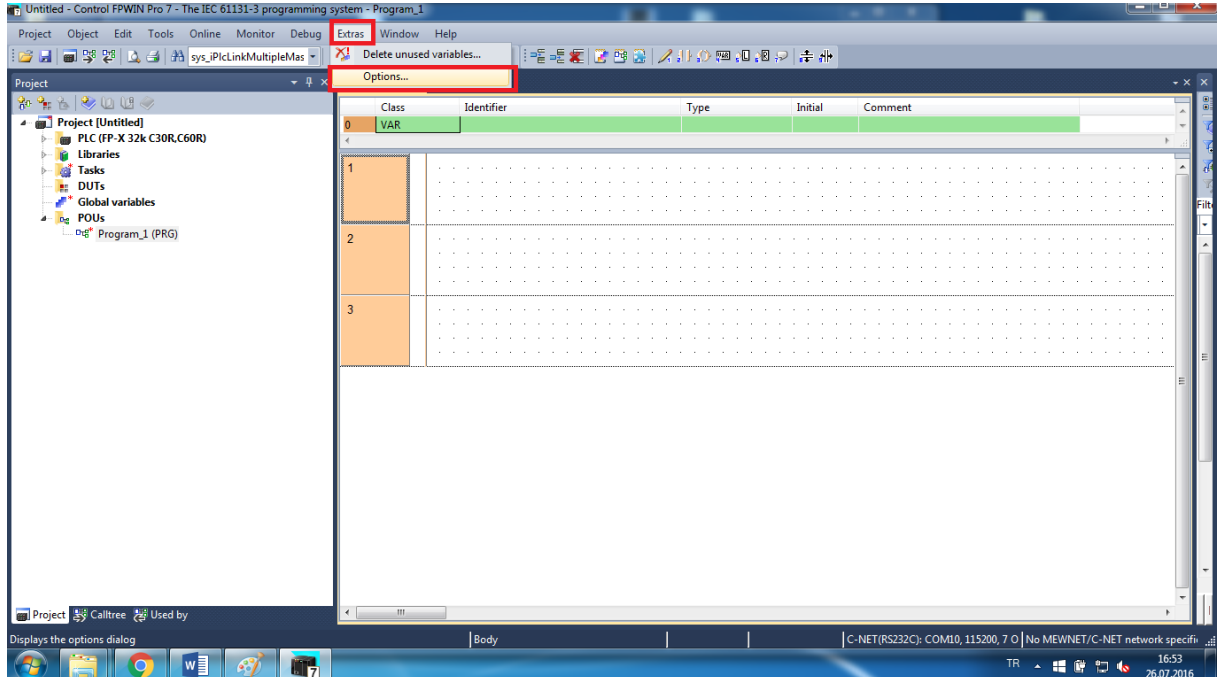 Untitled - Control FPWIN Pro 7 - The IEC 61131-3 programming system - Program_1
Project Object Edit Tools Online Monitor Debug Extras Window Help
sys_iPlcLinkMultipleMas
Delete unused variables...
Options...
Project
Project [Untitled]
PLC (FP-X 32k C30R,C60R)
Libraries
Tasks
DUTs
Global variables
POUs
Program_1 (PRG)
Class Identifier Type Initial Comment
0 VAR
1
2
3
Filt
Project Calltree Used by
Displays the options dialog Body C-NET(RS232C): COM10, 115200, 7 O No MEWNET/C-NET network specifi
TR 16:53
26.07.2016